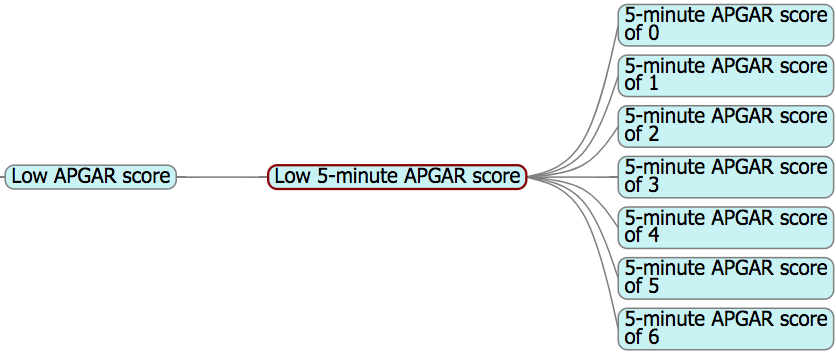 Low APGAR score
Low 5-minute APGAR score
5-minute APGAR score
of 0
5-minute APGAR score
of 1
5-minute APGAR score
of 2
5-minute APGAR score
of 3
5-minute APGAR score
of 4
5-minute APGAR score
of 5
5-minute APGAR score
of 6